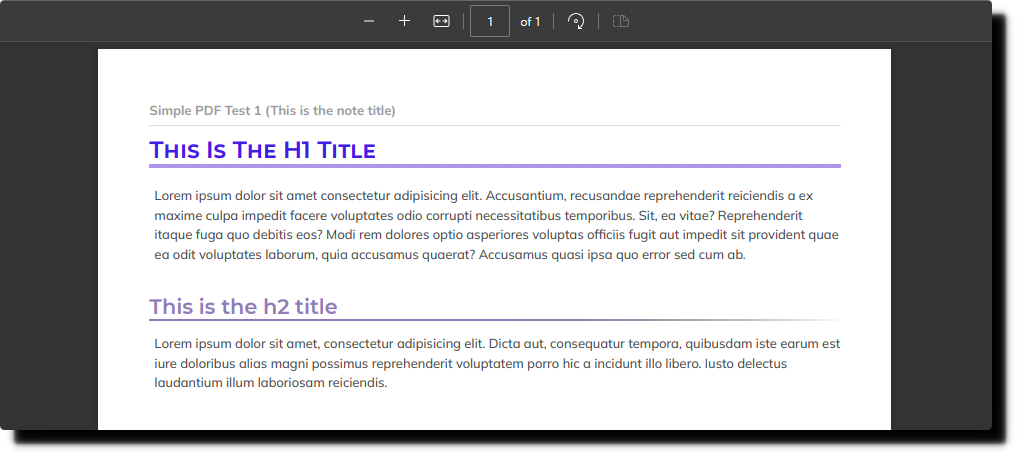 1 of 1
Simple PDF Test 1 (This is the note title)
This Is The H1 Title
Lorem ipsum dolor sit amet consectetur adipisicing elit. Accusantium, recusandae reprehenderit reiciendis a ex
maxime culpa impedit facere voluptates odio corrupti necessitatibus temporibus. Sit, ea vitae? Reprehenderit
itaque fuga quo debitis eos? Modi rem dolores optio asperiores voluptas officiis fugit aut impedit sit provident quae
ea odit voluptates laborum, quia accusamus quaerat? Accusamus quasi ipsa quo error sed cum ab.
This is the h2 title
Lorem ipsum dolor sit amet, consectetur adipisicing elit. Dicta aut, consequatur tempora, quibusdam iste earum est
iure doloribus alias magni possimus reprehenderit voluptatem porro hic a incidunt illo libero. Iusto delectus
laudantium illum laboriosam reiciendis.